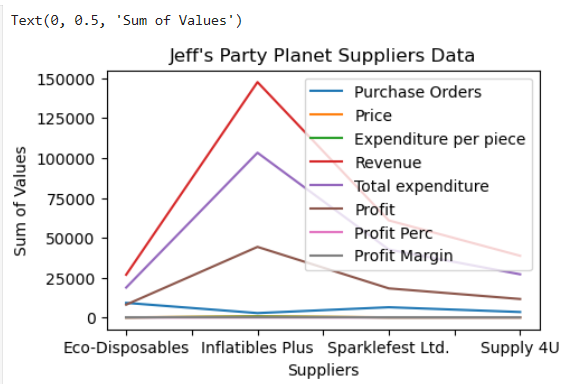 Text(0, 0.5, 'Sum of Values')
Jeff's Party Planet Suppliers Data
150000
125000
100000
75000
50000
25000
0
Sum of Values
Purchase Orders
Price
Expenditure per piece
Revenue
Total expenditure
Profit
Profit Perc
Profit Margin
Eco-Disposables Inflatibles Plus Sparklefest Ltd. Supply 4U
Suppliers